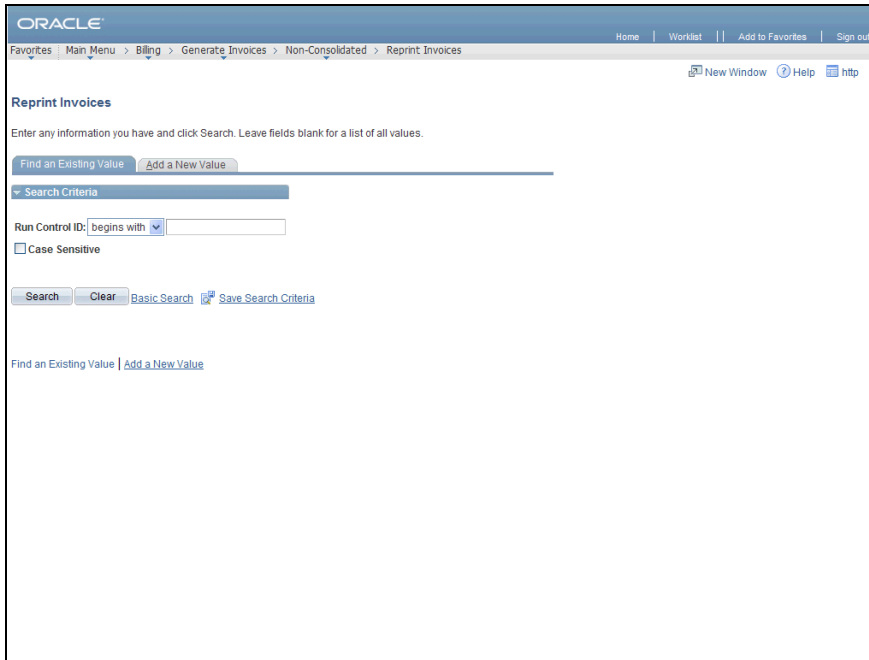 ORACLE
Home | Worklist || Add to Favorites | Sign out
Favorites | Main Menu > Billing > Generate Invoices > Non-Consolidated > Reprint Invoices
New Window ? Help http
Reprint Invoices
Enter any information you have and click Search. Leave fields blank for a list of all values.
Find an Existing Value Add a New Value
Search Criteria
Run Control ID: begins with
Case Sensitive
Search Clear Basic Search Save Search Criteria
Find an Existing Value | Add a New Value